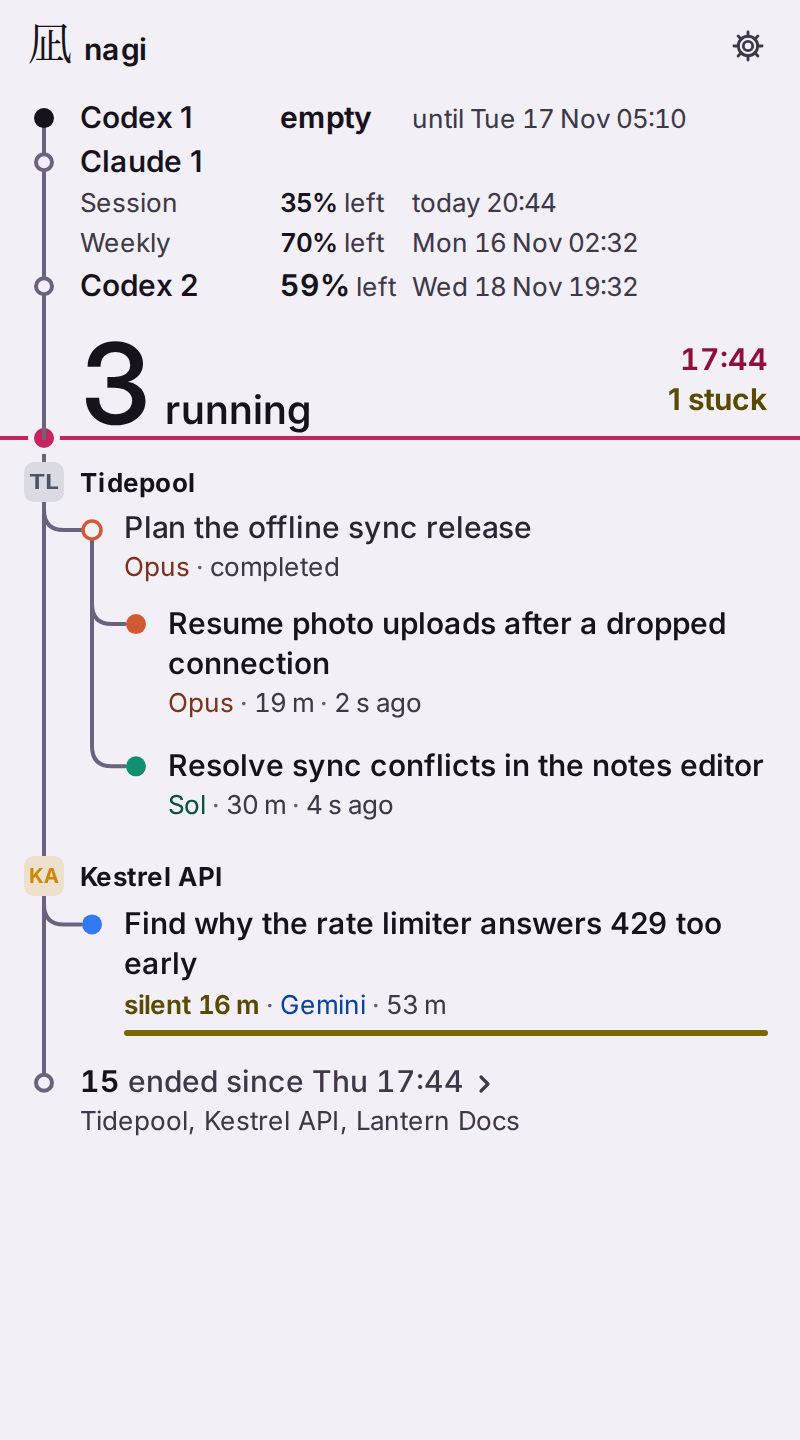 凪 nagi
Codex 1 empty until Tue 17 Nov 05:10
Claude 1
Session 35% left today 20:44
Weekly 70% left Mon 16 Nov 02:32
Codex 2 59% left Wed 18 Nov 19:32
3 running
17:44
1 stuck
TL Tidepool
Plan the offline sync release
Opus · completed
Resume photo uploads after a dropped
connection
Opus · 19 m · 2 s ago
Resolve sync conflicts in the notes editor
Sol · 30 m · 4 s ago
KA Kestrel API
Find why the rate limiter answers 429 too
early
silent 16 m · Gemini · 53 m
15 ended since Thu 17:44
Tidepool, Kestrel API, Lantern Docs